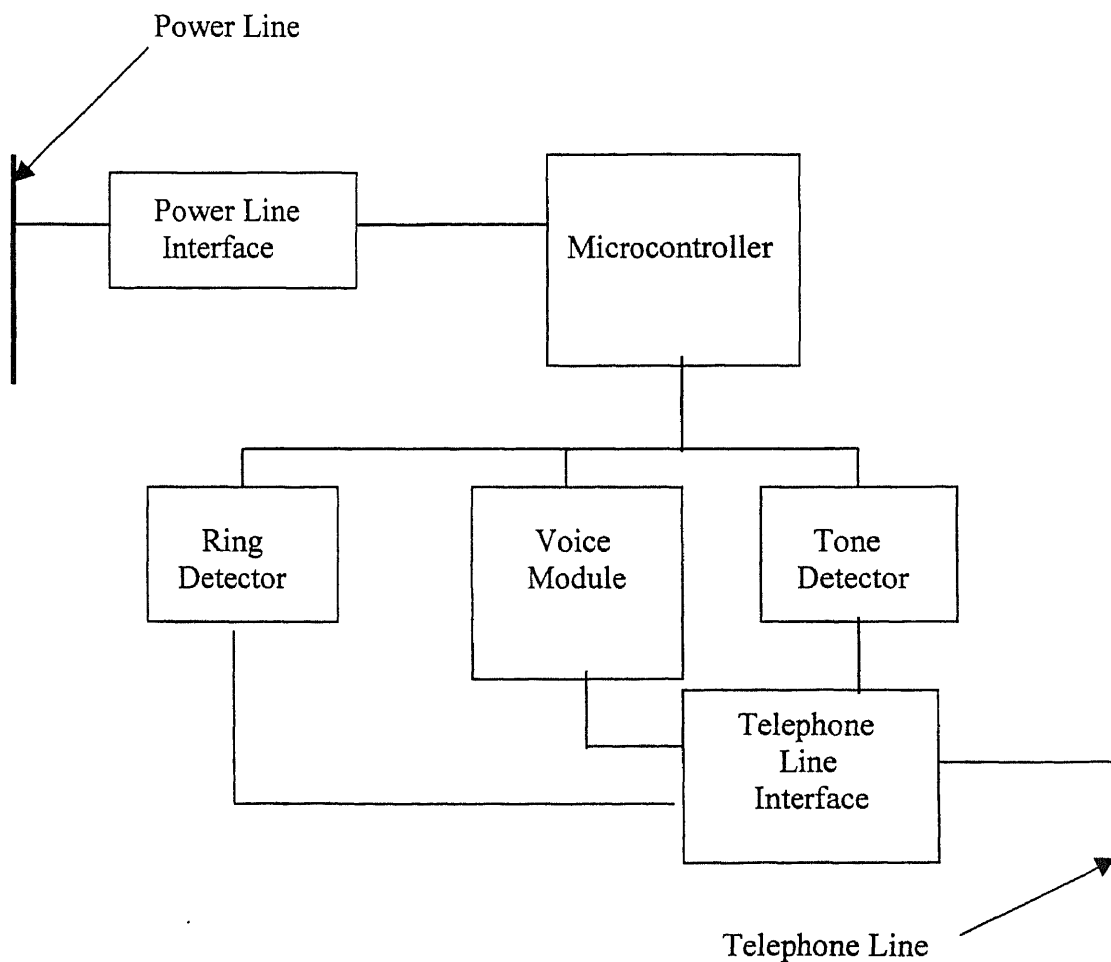 Power Line
Power Line
Interface
Microcontroller
Ring
Detector
Voice
Module
Tone
Detector
Telephone
Line
Interface
Telephone Line